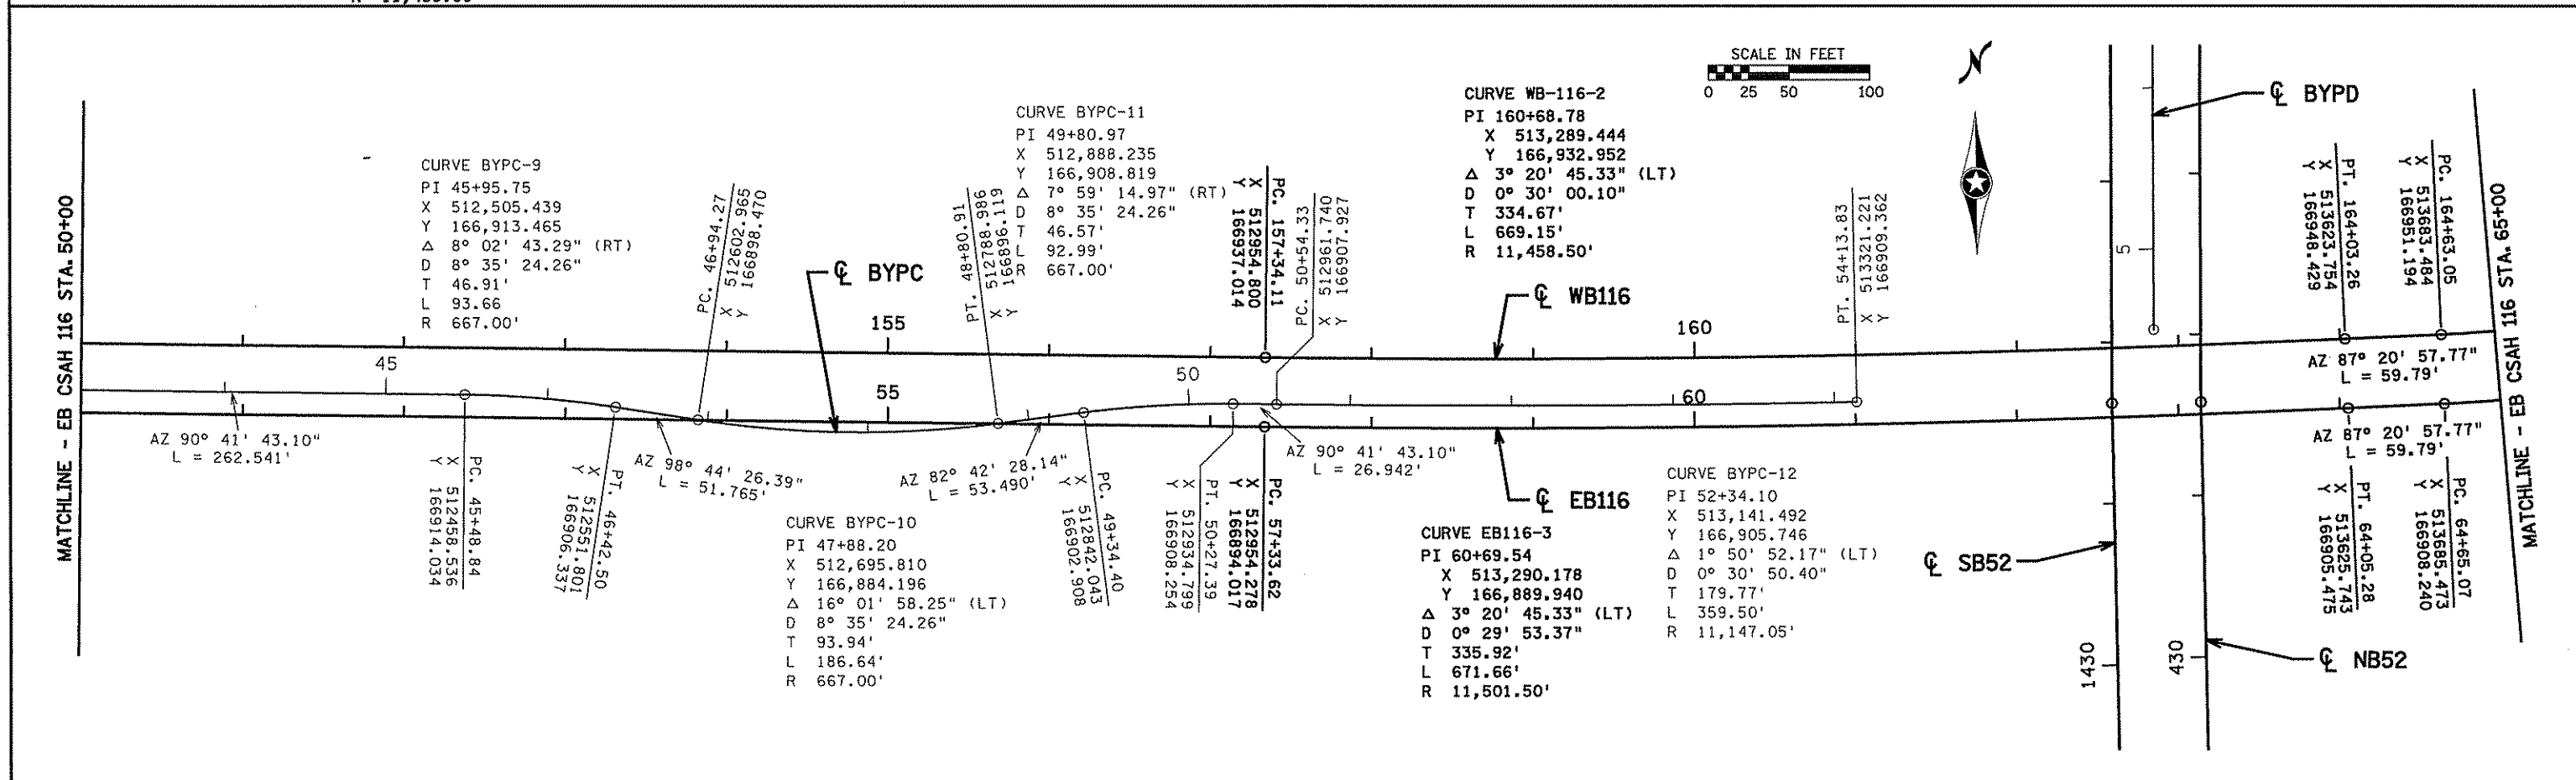 MATCHLINE - EB CSAH 116 STA. 50+00
CURVE BYPC-9
PI 45+95.75
X 512,505.439
Y 166,913.465
Δ 8° 02' 43.29" (RT)
D 8° 35' 24.26"
T 46.91'
L 93.66
R 667.00'
PC. 46+94.27
X 512602.965
Y 166898.470
℄ BYPC
PT. 48+80.91
X 512788.986
Y 166896.119
CURVE BYPC-11
PI 49+80.97
X 512,888.235
Y 166,908.819
Δ 7° 59' 14.97" (RT)
D 8° 35' 24.26"
T 46.57'
L 92.99'
R 667.00'
PC. 157+34.11
X 512954.800
Y 166937.014
PC. 50+54.33
X 512961.740
Y 166907.927
CURVE WB-116-2
PI 160+68.78
X 513,289.444
Y 166,932.952
Δ 3° 20' 45.33" (LT)
D 0° 30' 00.10"
T 334.67'
L 669.15'
R 11,458.50'
℄ WB116
SCALE IN FEET
0 25 50 100
N
PT. 54+13.83
X 513321.221
Y 166909.362
℄ BYPD
5
PT. 164+03.26
X 513623.754
Y 166948.429
PC. 164+63.05
X 513683.484
Y 166951.194
MATCHLINE - EB CSAH 116 STA. 65+00
155
160
45
50
55
60
AZ 87° 20' 57.77"
L = 59.79'
AZ 90° 41' 43.10"
L = 262.541'
PC. 45+48.84
X 512458.536
Y 166914.034
PT. 46+42.50
X 512551.801
Y 166906.337
AZ 98° 44' 26.39"
L = 51.765'
AZ 82° 42' 28.14"
L = 53.490'
PC. 49+34.40
X 512842.043
Y 166902.908
PT. 50+27.39
X 512934.799
Y 166908.254
PC. 57+33.62
X 512954.278
Y 166894.017
AZ 90° 41' 43.10"
L = 26.942'
℄ EB116
CURVE BYPC-10
PI 47+88.20
X 512,695.810
Y 166,884.196
Δ 16° 01' 58.25" (LT)
D 8° 35' 24.26"
T 93.94'
L 186.64'
R 667.00'
CURVE EB116-3
PI 60+69.54
X 513,290.178
Y 166,889.940
Δ 3° 20' 45.33" (LT)
D 0° 29' 53.37"
T 335.92'
L 671.66'
R 11,501.50'
CURVE BYPC-12
PI 52+34.10
X 513,141.492
Y 166,905.746
Δ 1° 50' 52.17" (LT)
D 0° 30' 50.40"
T 179.77'
L 359.50'
R 11,147.05'
℄ SB52
1430
430
℄ NB52
AZ 87° 20' 57.77"
L = 59.79'
PT. 64+05.28
X 513625.743
Y 166905.475
PC. 64+65.07
X 513685.473
Y 166908.240